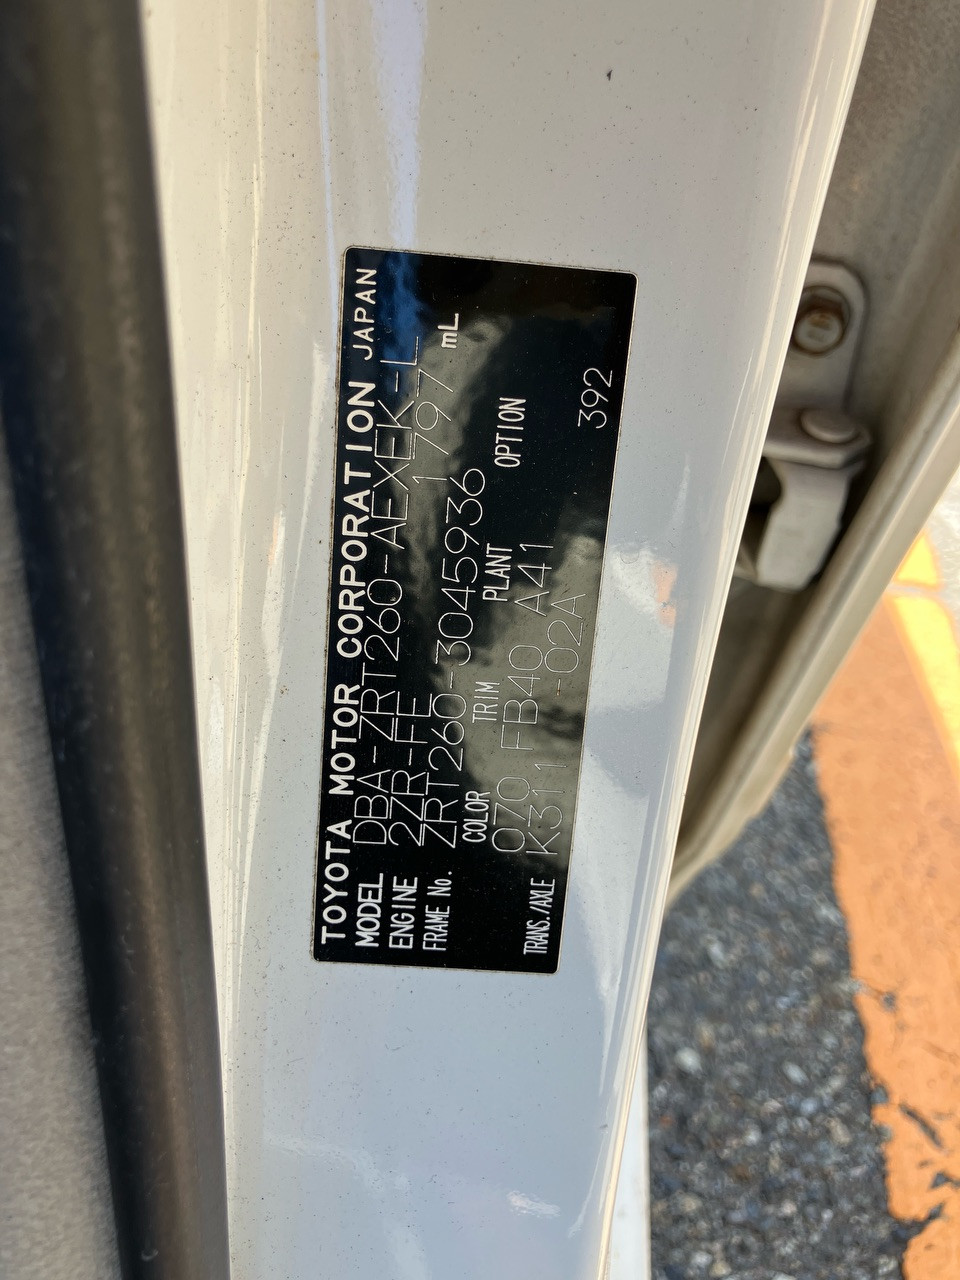 TOYOTA MOTOR CORPORATION JAPAN
MODEL DBA-ZRT260-AEXEK-L
ENGINE 2ZR-FE 1797 mL
FRAME No. ZRT260-3045936
COLOR TRIM PLANT OPTION
070 FB40 A41
TRANS./AXLE K311 -02A
392